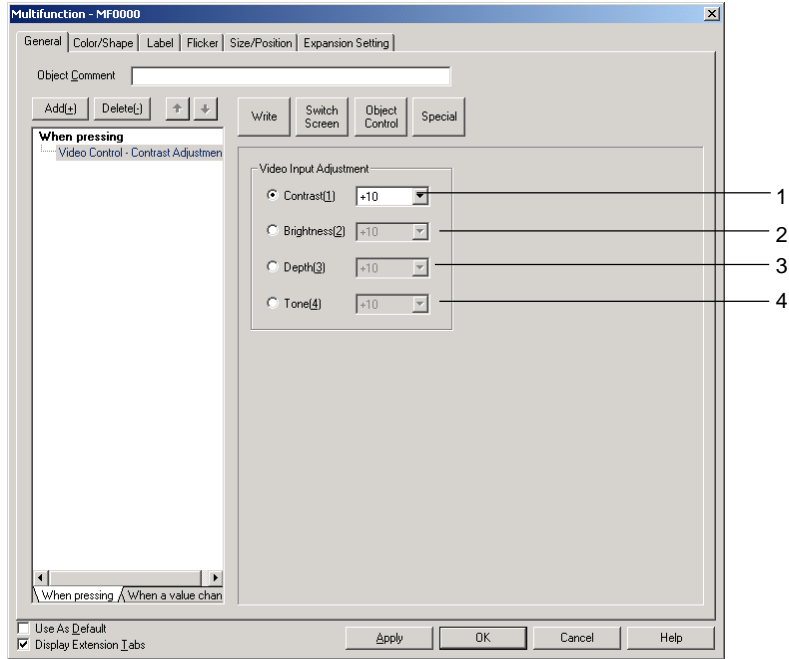 Multifunction - MF0000
General Color/Shape Label Flicker Size/Position Expansion Setting
Object Comment
Add(+) Delete(-)
Write Switch Screen Object Control Special
When pressing
Video Control - Contrast Adjustmen
Video Input Adjustment
Contrast(1) +10 1
Brightness(2) +10 2
Depth(3) +10 3
Tone(4) +10 4
When pressing When a value chan
Use As Default
Display Extension Tabs
Apply OK Cancel Help